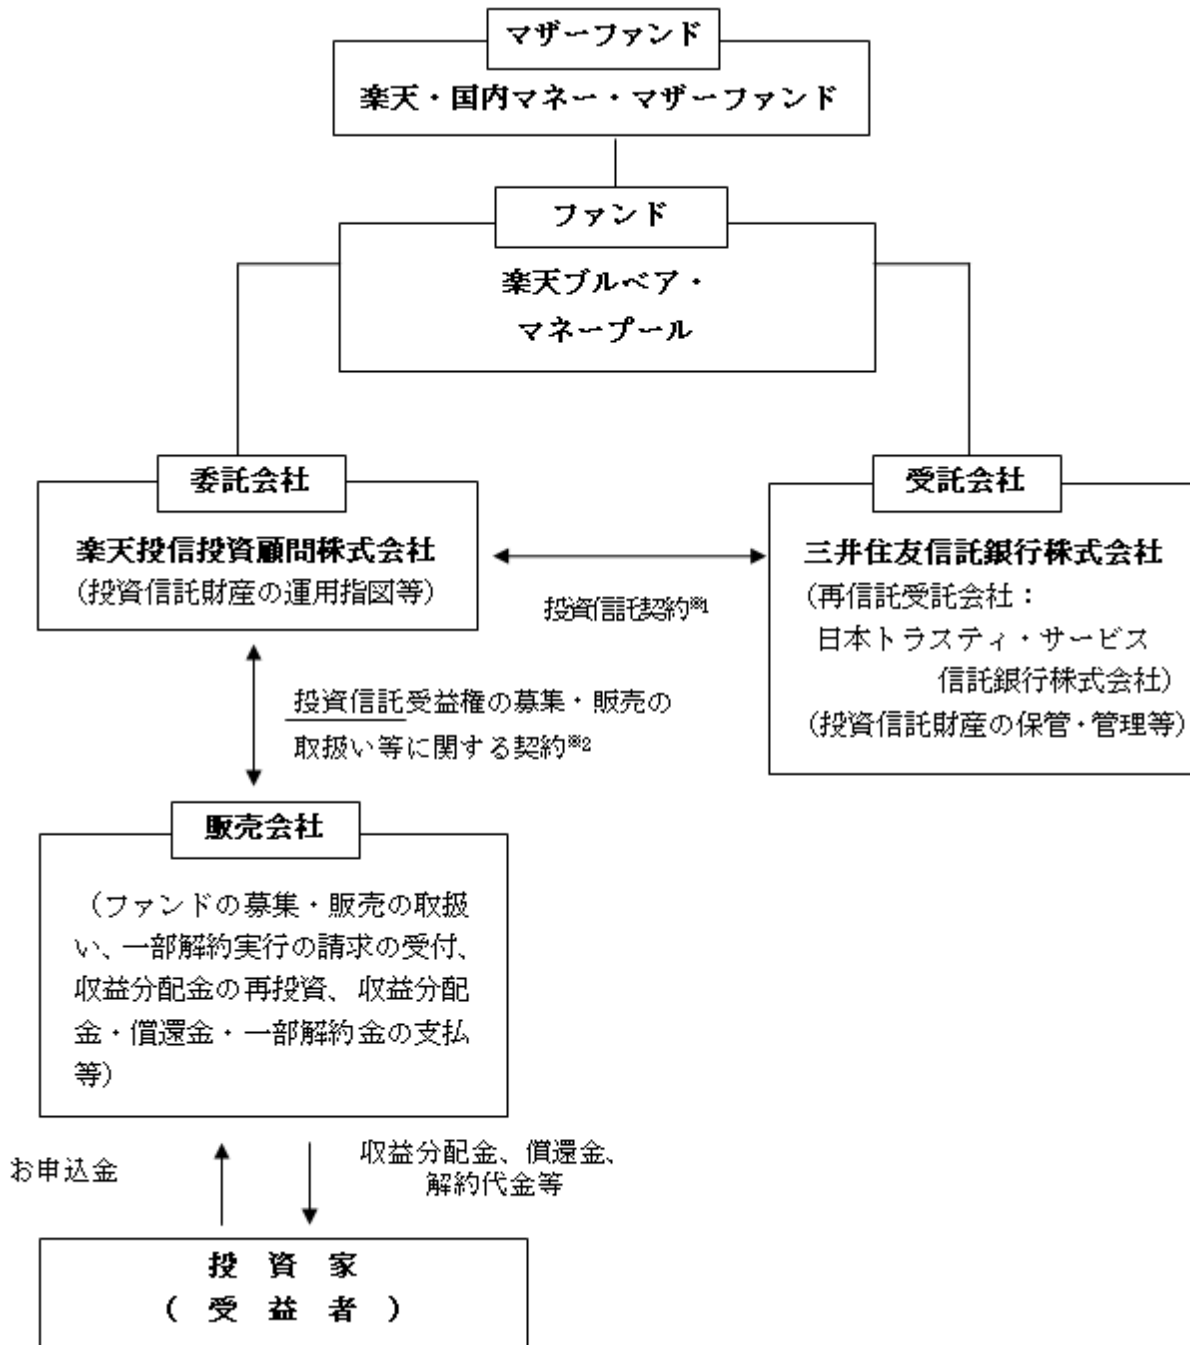 マザーファンド
楽天・国内マネー・マザーファンド
ファンド
楽天ブルベア・
マネープール
委託会社
楽天投信投資顧問株式会社
（投資信託財産の運用指図等）
投資信託契約※1
受託会社
三井住友信託銀行株式会社
（再信託受託会社：
日本トラスティ・サービス
信託銀行株式会社）
（投資信託財産の保管・管理等）
投資信託受益権の募集・販売の
取扱い等に関する契約※2
販売会社
（ファンドの募集・販売の取扱
い、一部解約実行の請求の受付、
収益分配金の再投資、収益分配
金・償還金・一部解約金の支払
等）
お申込金
収益分配金、償還金、
解約代金等
投　資　家
（　受　益　者　）